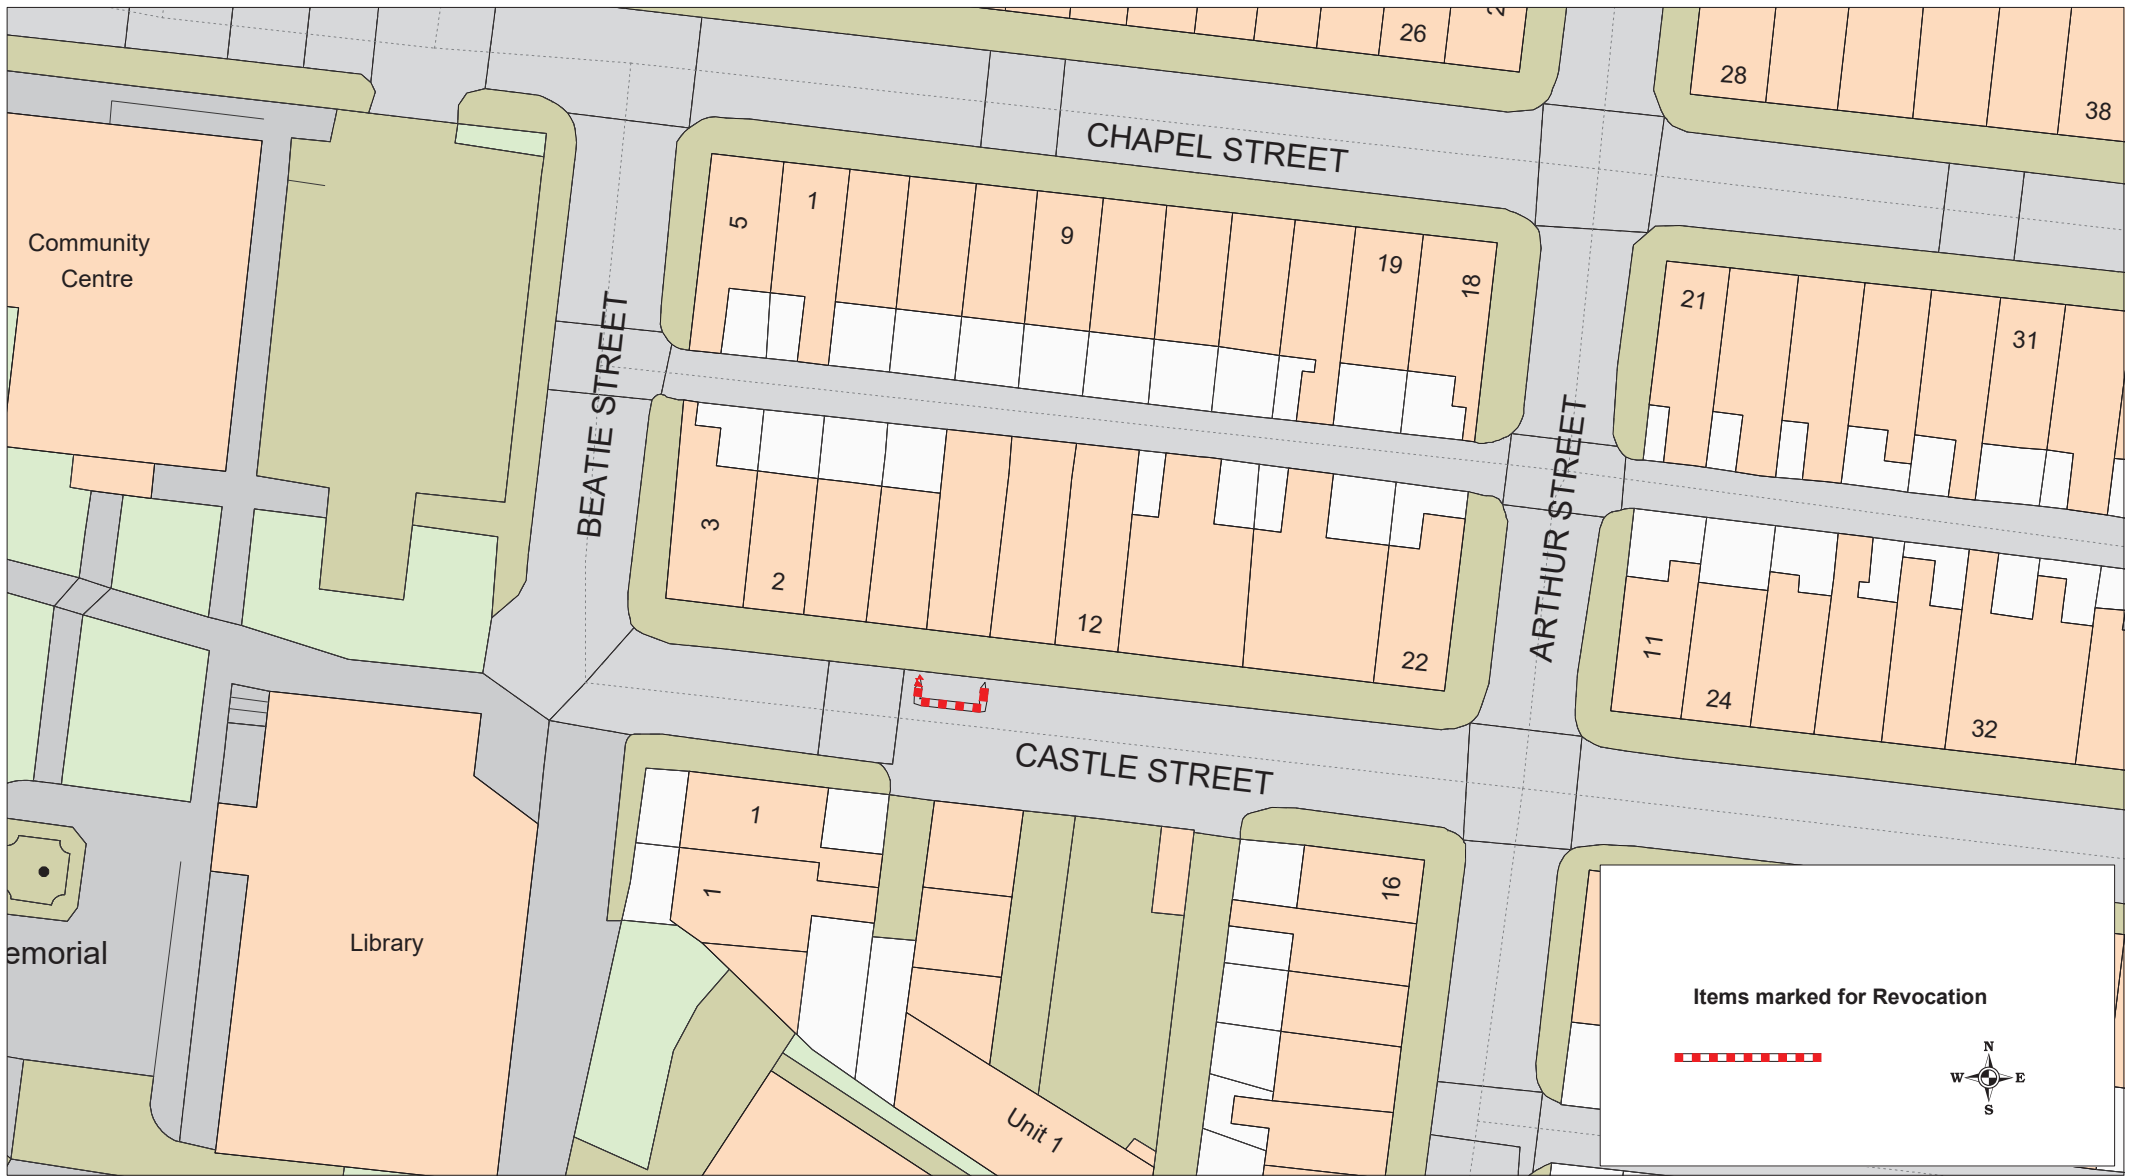 26
28
38
CHAPEL STREET
5
1
9
19
18
21
31
Community
Centre
BEATIE STREET
ARTHUR STREET
3
2
12
22
11
24
32
CASTLE STREET
1
1
16
Library
emorial
Unit 1
Items marked for Revocation
N
W E
S